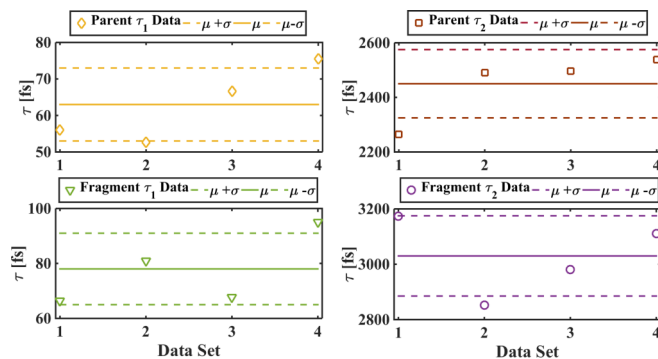 Parent τ1 Data μ+σ μ μ-σ
80
70
60
50
τ [fs]
1 2 3 4
Parent τ2 Data μ+σ μ μ-σ
2600
2400
2200
τ [fs]
1 2 3 4
Fragment τ1 Data μ+σ μ μ-σ
100
80
60
τ [fs]
1 2 3 4
Data Set
Fragment τ2 Data μ+σ μ μ-σ
3200
3000
2800
τ [fs]
1 2 3 4
Data Set